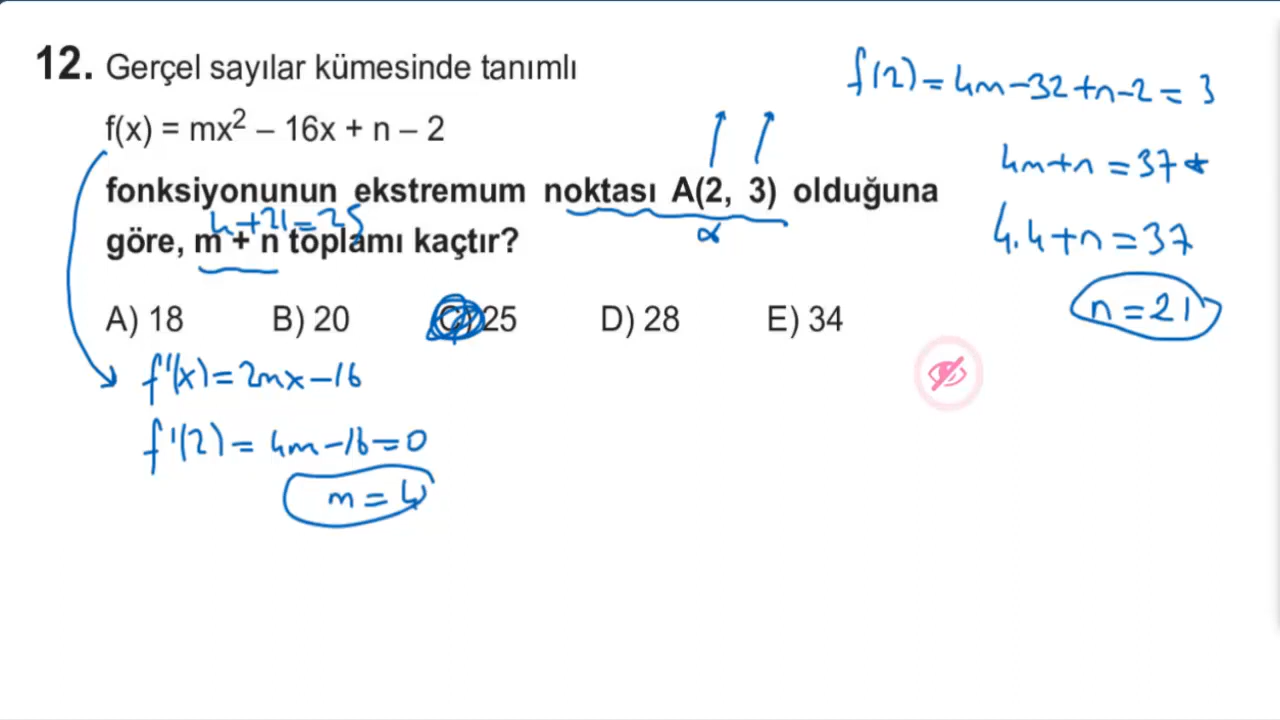 12. Gerçel sayılar kümesinde tanımlı
f(x) = mx² – 16x + n – 2
fonksiyonunun ekstremum noktası A(2, 3) olduğuna
α
4+21=25
göre, m + n toplamı kaçtır?
A) 18 B) 20 C) 25 D) 28 E) 34
f'(x) = 2mx – 16
f'(2) = 4m – 16 = 0
m = 4
f(2) = 4m – 32 + n – 2 = 3
4m + n = 37 *
4.4 + n = 37
n = 21